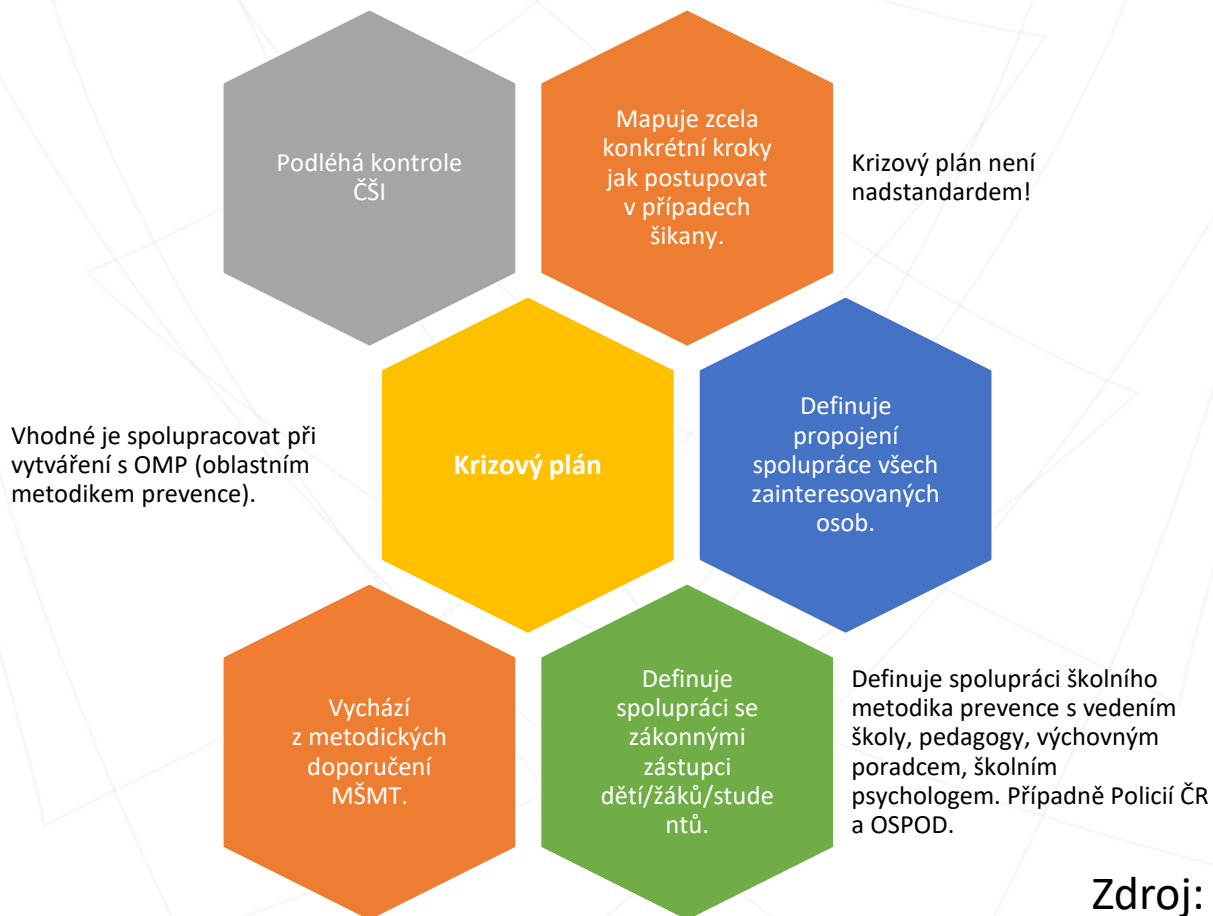 Podléhá kontrole
ČŠI
Mapuje zcela
konkrétní kroky
jak postupovat
v případech
šikany.
Krizový plán není
nadstandardem!
Vhodné je spolupracovat při
vytváření s OMP (oblastním
metodikem prevence).
Krizový plán
Definuje
propojení
spolupráce všech
zainteresovaných
osob.
Vychází
z metodických
doporučení
MŠMT.
Definuje
spolupráci se
zákonnými
zástupci
dětí/žáků/stude
ntů.
Definuje spolupráci školního
metodika prevence s vedením
školy, pedagogy, výchovným
poradcem, školním
psychologem. Případně Policií ČR
a OSPOD.
Zdroj: